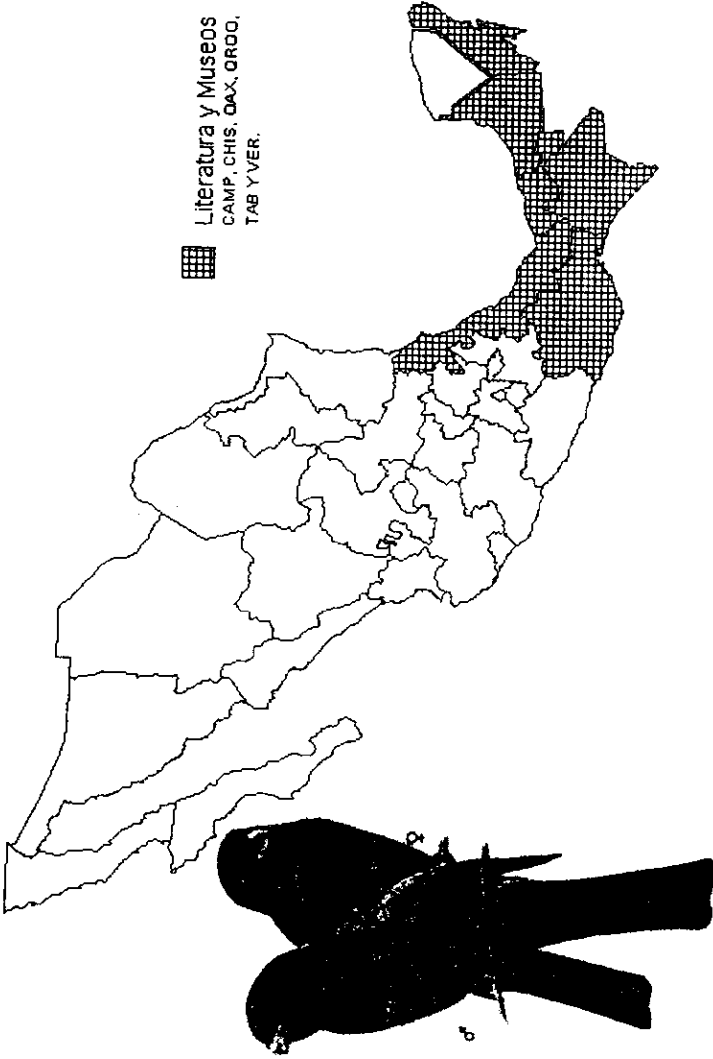 Literatura y Museos
CAMP, CHIS, OAX, QROO,
TAB Y VER.
♀
♂